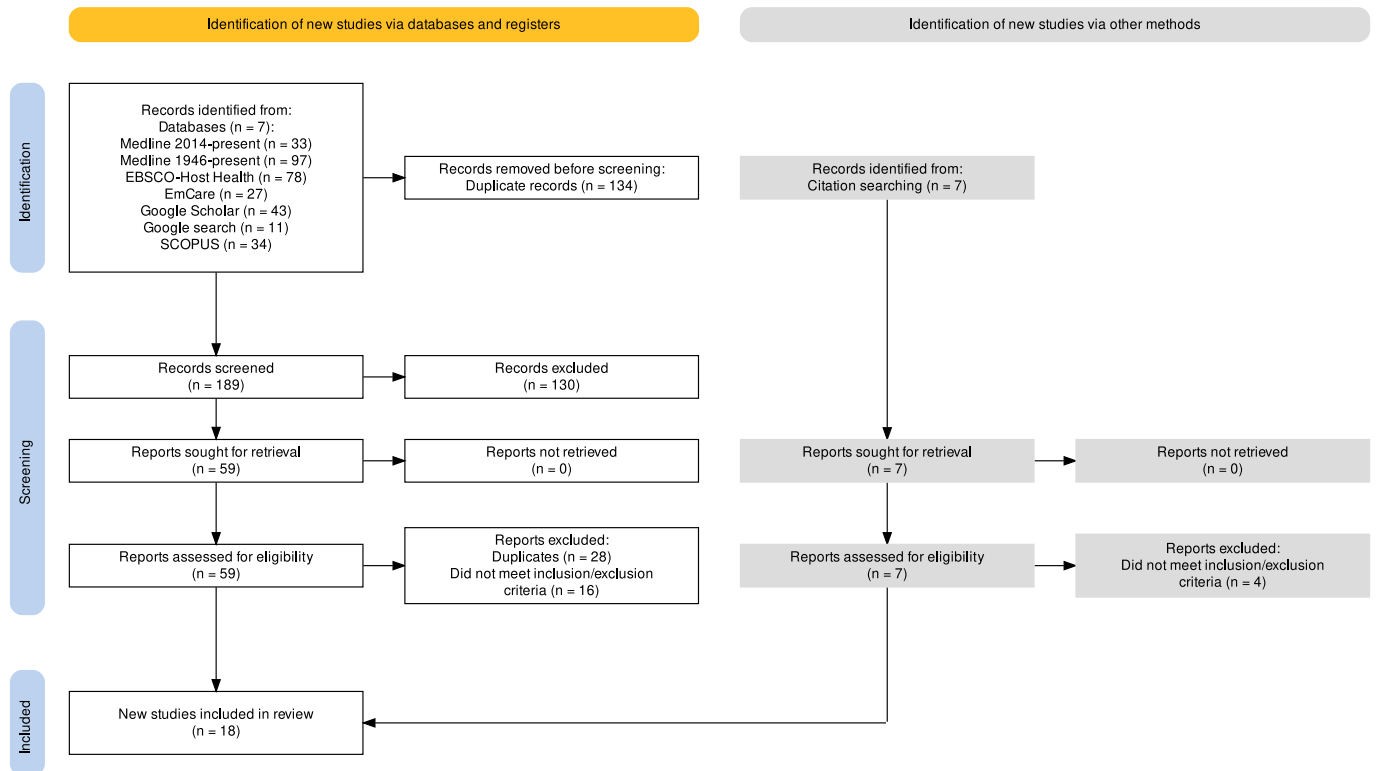 Identification of new studies via databases and registers
Identification of new studies via other methods
Identification
Records identified from:
Databases (n = 7):
Medline 2014-present (n = 33)
Medline 1946-present (n = 97)
EBSCO-Host Health (n = 78)
EmCare (n = 27)
Google Scholar (n = 43)
Google search (n = 11)
SCOPUS (n = 34)
Records removed before screening:
Duplicate records (n = 134)
Records identified from:
Citation searching (n = 7)
Screening
Records screened
(n = 189)
Records excluded
(n = 130)
Reports sought for retrieval
(n = 59)
Reports not retrieved
(n = 0)
Reports sought for retrieval
(n = 7)
Reports not retrieved
(n = 0)
Reports assessed for eligibility
(n = 59)
Reports excluded:
Duplicates (n = 28)
Did not meet inclusion/exclusion
criteria (n = 16)
Reports assessed for eligibility
(n = 7)
Reports excluded:
Did not meet inclusion/exclusion
criteria (n = 4)
Included
New studies included in review
(n = 18)